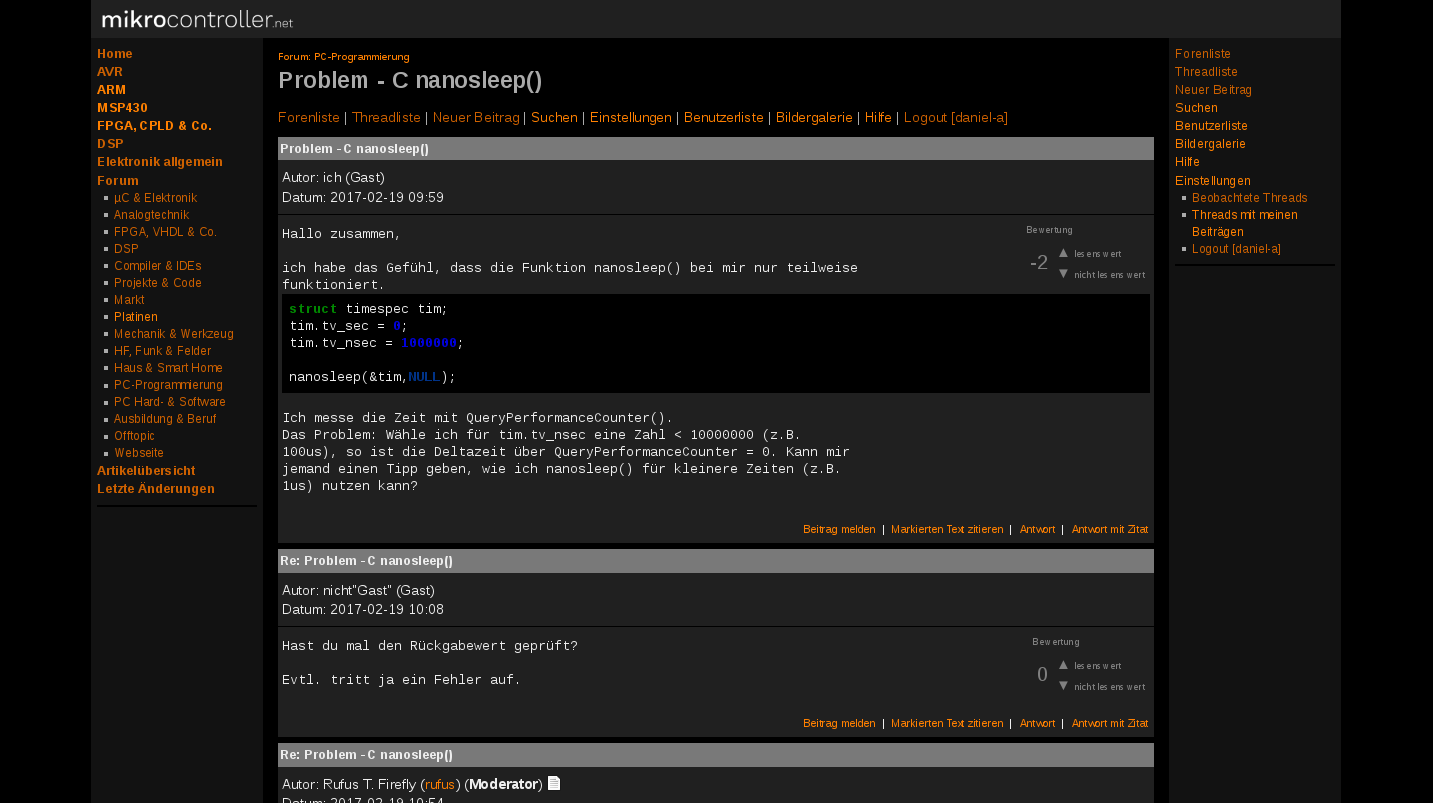 mikrocontroller.net
Home
AVR
ARM
MSP430
FPGA, CPLD & Co.
DSP
Elektronik allgemein
Forum
µC & Elektronik
Analogtechnik
FPGA, VHDL & Co.
DSP
Compiler & IDEs
Projekte & Code
Markt
Platinen
Mechanik & Werkzeug
HF, Funk & Felder
Haus & Smart Home
PC-Programmierung
PC Hard- & Software
Ausbildung & Beruf
Offtopic
Webseite
Artikelübersicht
Letzte Änderungen
Forum: PC-Programmierung
Problem - C nanosleep()
Forenliste | Threadliste | Neuer Beitrag | Suchen | Einstellungen | Benutzerliste | Bildergalerie | Hilfe | Logout [daniel-a]
Problem - C nanosleep()
Autor: ich (Gast)
Datum: 2017-02-19 09:59
Bewertung
-2
▲ lesenswert
▼ nicht lesenswert
Hallo zusammen,
ich habe das Gefühl, dass die Funktion nanosleep() bei mir nur teilweise
funktioniert.
struct timespec tim;
tim.tv_sec = 0;
tim.tv_nsec = 1000000;
nanosleep(&tim,NULL);
Ich messe die Zeit mit QueryPerformanceCounter().
Das Problem: Wähle ich für tim.tv_nsec eine Zahl < 10000000 (z.B.
100us), so ist die Deltazeit über QueryPerformanceCounter = 0. Kann mir
jemand einen Tipp geben, wie ich nanosleep() für kleinere Zeiten (z.B.
1us) nutzen kann?
Beitrag melden | Markierten Text zitieren | Antwort | Antwort mit Zitat
Re: Problem - C nanosleep()
Autor: nicht"Gast" (Gast)
Datum: 2017-02-19 10:08
Bewertung
0
▲ lesenswert
▼ nicht lesenswert
Hast du mal den Rückgabewert geprüft?
Evtl. tritt ja ein Fehler auf.
Beitrag melden | Markierten Text zitieren | Antwort | Antwort mit Zitat
Re: Problem - C nanosleep()
Autor: Rufus T. Firefly (rufus) (Moderator)
Datum: 2017-02-19 10:54
Forenliste
Threadliste
Neuer Beitrag
Suchen
Benutzerliste
Bildergalerie
Hilfe
Einstellungen
Beobachtete Threads
Threads mit meinen
Beiträgen
Logout [daniel-a]